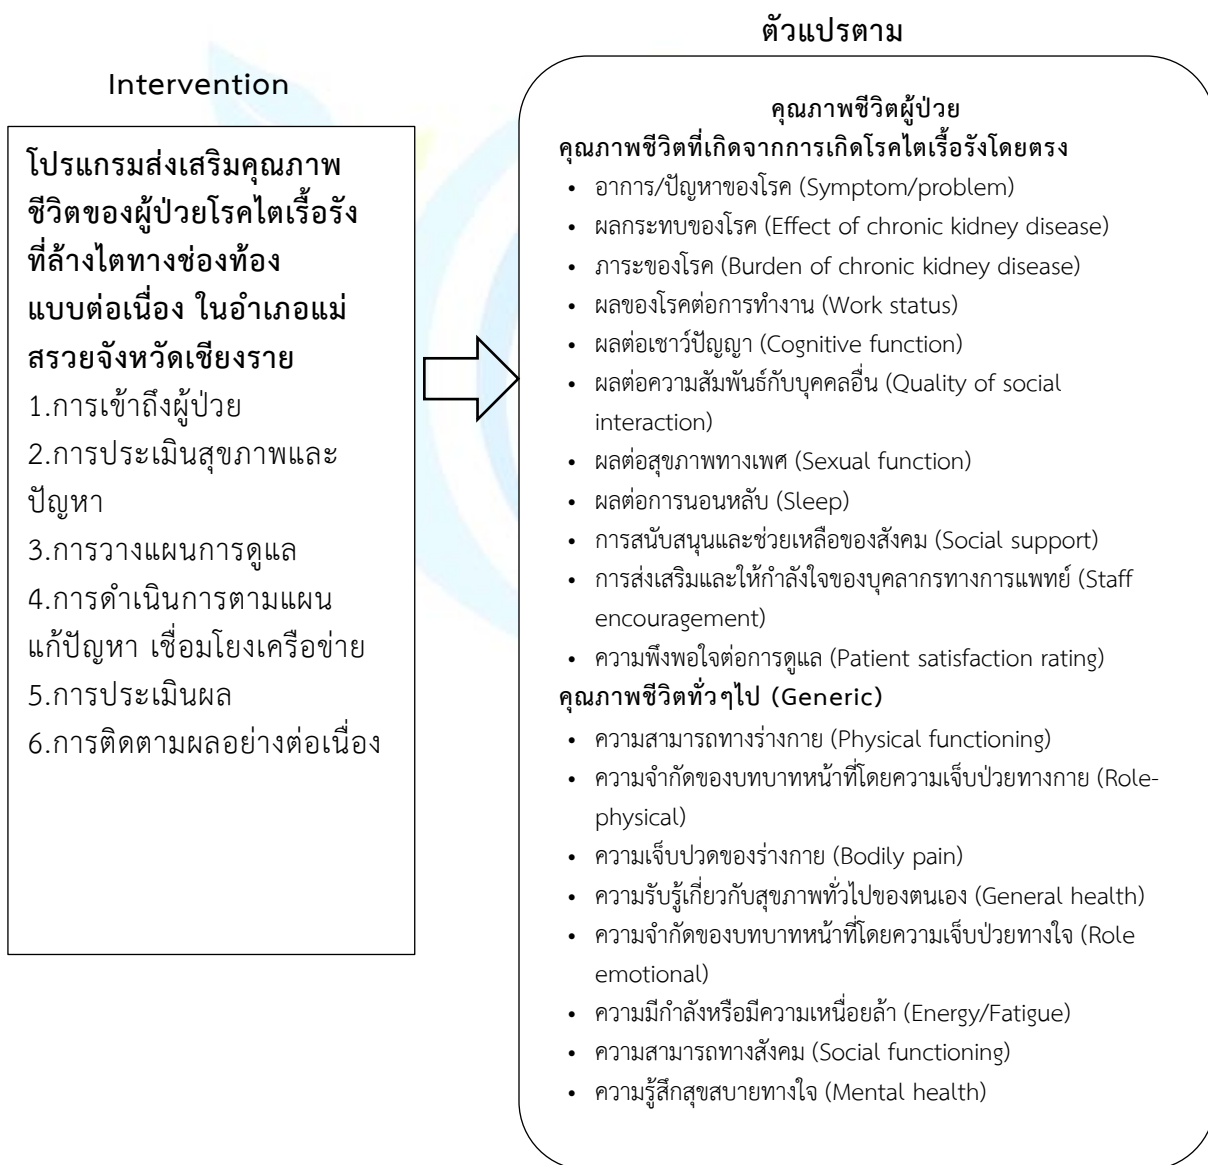 Intervention
โปรแกรมส่งเสริมคุณภาพ
ชีวิตของผู้ป่วยโรคไตเรื้อรัง
ที่ล้างไตทางช่องท้อง
แบบต่อเนื่อง ในอำเภอแม่
สรวยจังหวัดเชียงราย
1.การเข้าถึงผู้ป่วย
2.การประเมินสุขภาพและ
ปัญหา
3.การวางแผนการดูแล
4.การดำเนินการตามแผน
แก้ปัญหา เชื่อมโยงเครือข่าย
5.การประเมินผล
6.การติดตามผลอย่างต่อเนื่อง
ตัวแปรตาม
คุณภาพชีวิตผู้ป่วย
คุณภาพชีวิตที่เกิดจากการเกิดโรคไตเรื้อรังโดยตรง
• อาการ/ปัญหาของโรค (Symptom/problem)
• ผลกระทบของโรค (Effect of chronic kidney disease)
• ภาระของโรค (Burden of chronic kidney disease)
• ผลของโรคต่อการทำงาน (Work status)
• ผลต่อเชาว์ปัญญา (Cognitive function)
• ผลต่อความสัมพันธ์กับบุคคลอื่น (Quality of social
interaction)
• ผลต่อสุขภาพทางเพศ (Sexual function)
• ผลต่อการนอนหลับ (Sleep)
• การสนับสนุนและช่วยเหลือของสังคม (Social support)
• การส่งเสริมและให้กำลังใจของบุคลากรทางการแพทย์ (Staff
encouragement)
• ความพึงพอใจต่อการดูแล (Patient satisfaction rating)
คุณภาพชีวิตทั่วๆไป (Generic)
• ความสามารถทางร่างกาย (Physical functioning)
• ความจำกัดของบทบาทหน้าที่โดยความเจ็บป่วยทางกาย (Role-
physical)
• ความเจ็บปวดของร่างกาย (Bodily pain)
• ความรับรู้เกี่ยวกับสุขภาพทั่วไปของตนเอง (General health)
• ความจำกัดของบทบาทหน้าที่โดยความเจ็บป่วยทางใจ (Role
emotional)
• ความมีกำลังหรือมีความเหนื่อยล้า (Energy/Fatigue)
• ความสามารถทางสังคม (Social functioning)
• ความรู้สึกสุขสบายทางใจ (Mental health)